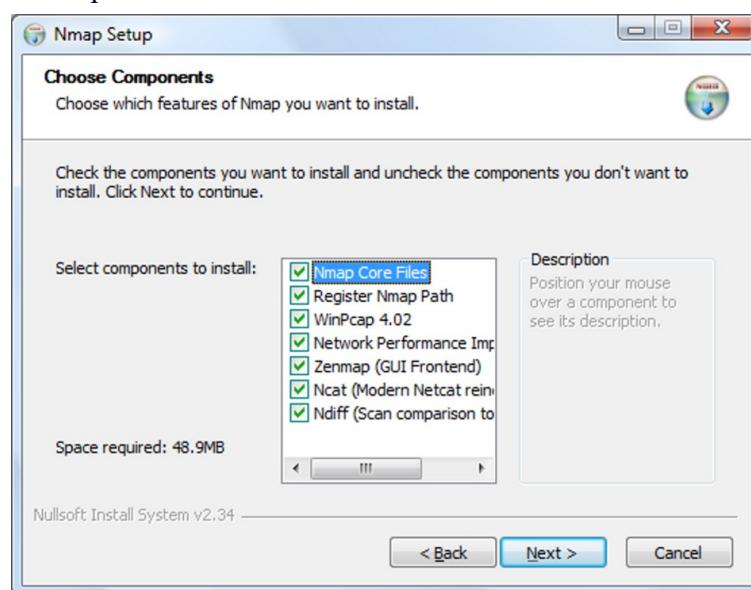 Nmap Setup
Choose Components
Choose which features of Nmap you want to install.
Check the components you want to install and uncheck the components you don't want to
install. Click Next to continue.
Select components to install:
Nmap Core Files
Register Nmap Path
WinPcap 4.02
Network Performance Imp
Zenmap (GUI Frontend)
Ncat (Modern Netcat rein
Ndiff (Scan comparison to
Description
Position your mouse
over a component to
see its description.
Space required: 48.9MB
Nullsoft Install System v2.34
< Back
Next >
Cancel